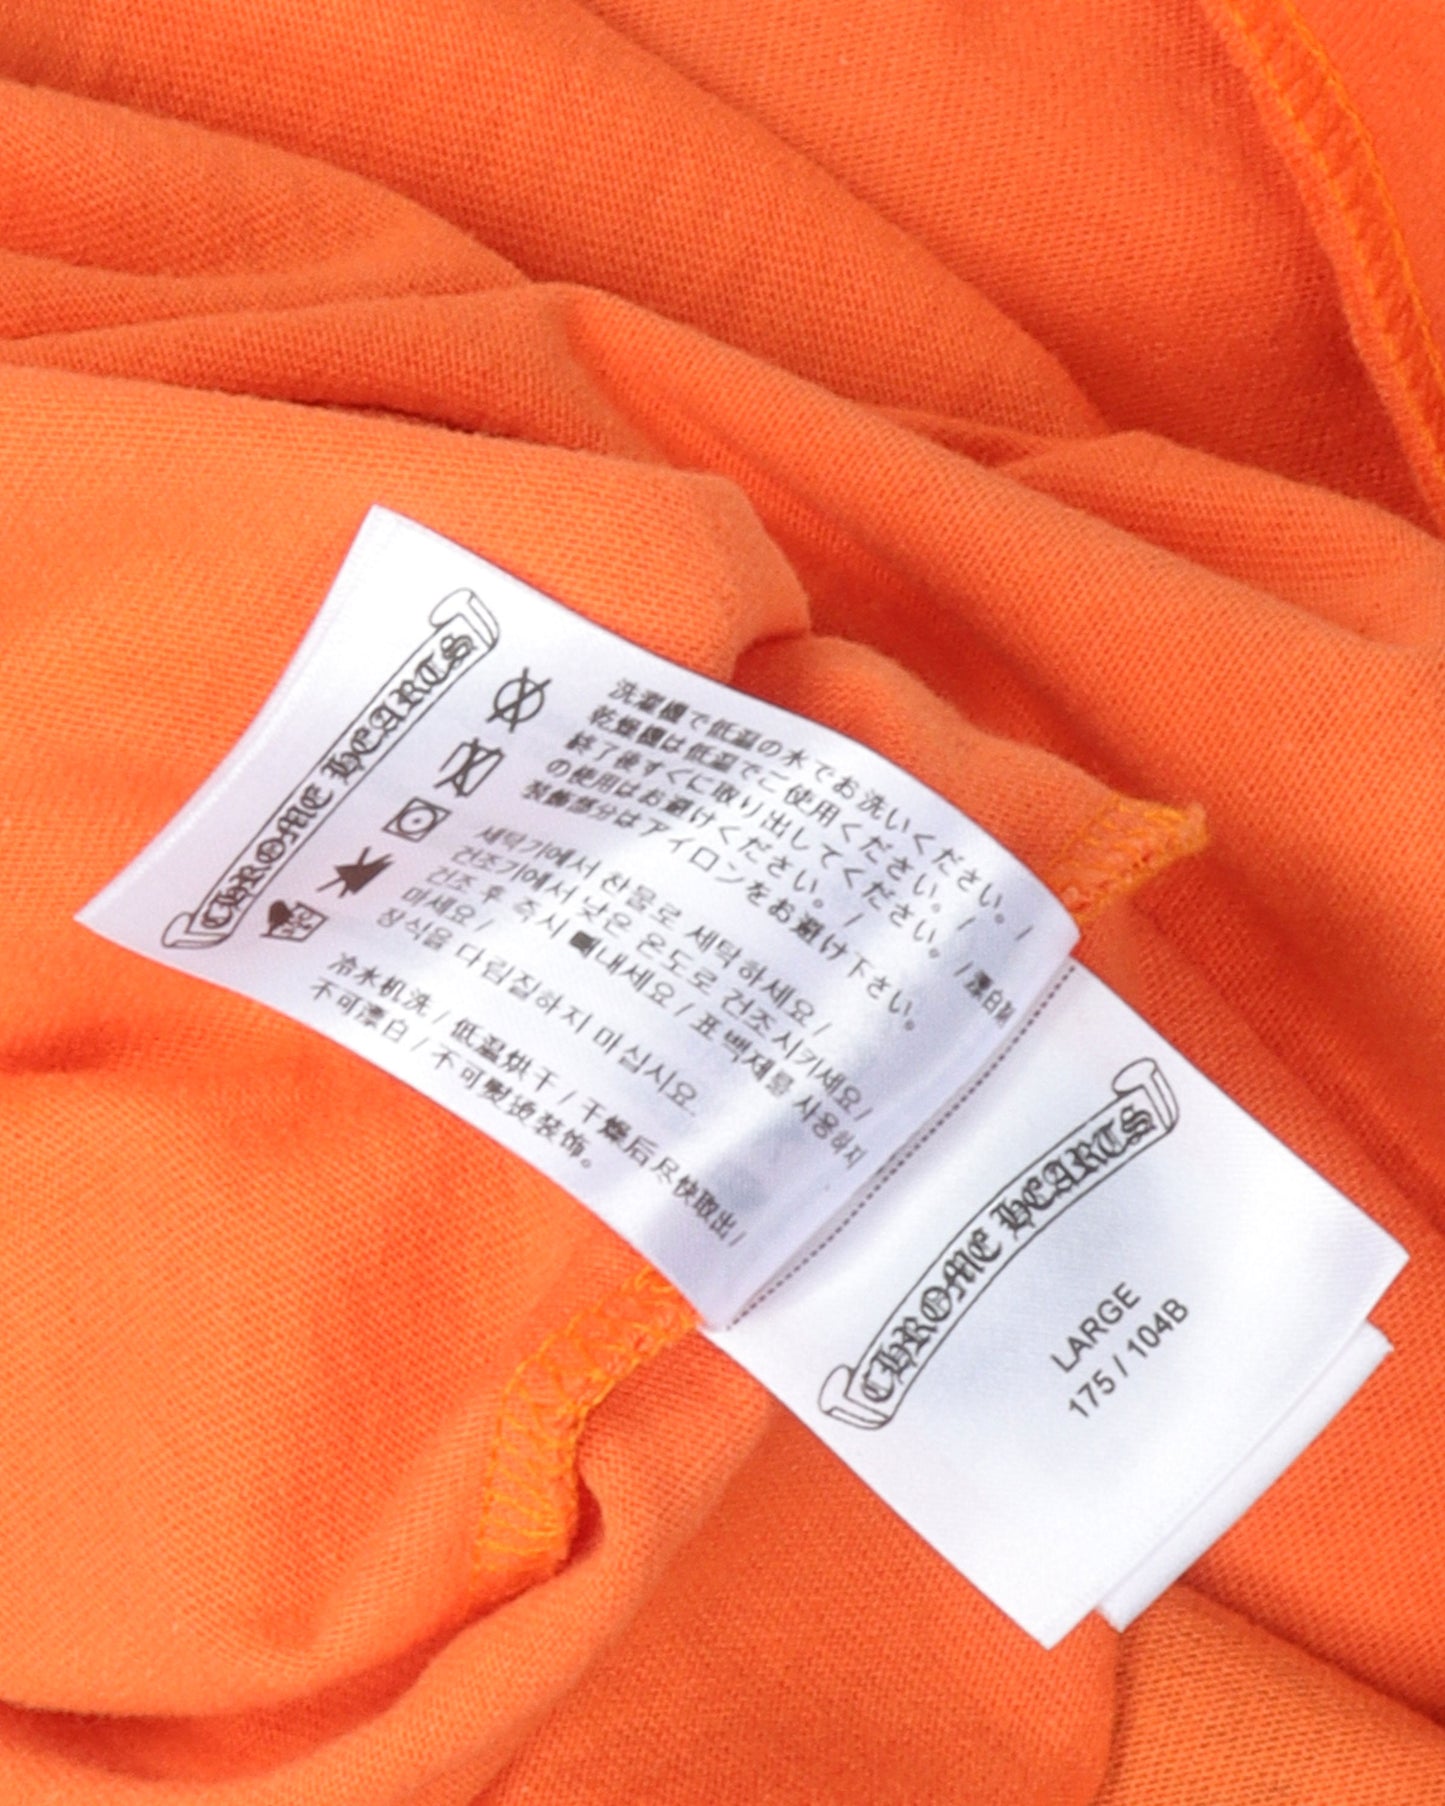 CHROME HEARTS
洗濯機で低温の水でお洗いください。/
乾燥機は低温でご使用ください。/
終了後すぐに取り出してください。/ 漂白剤
の使用はお避けください。/
装飾部分はアイロンをお避け下さい。
세탁기에서 찬물로 세탁하세요 /
건조기에서 낮은 온도로 건조시키세요 /
건조 후 즉시 빼내세요 / 표백제를 사용하지
마세요 /
장식을 다림질하지 마십시요.
冷水机洗 / 低温烘干 / 干燥后尽快取出 /
不可漂白 / 不可熨烫装饰。
CHROME HEARTS
LARGE
175 / 104B